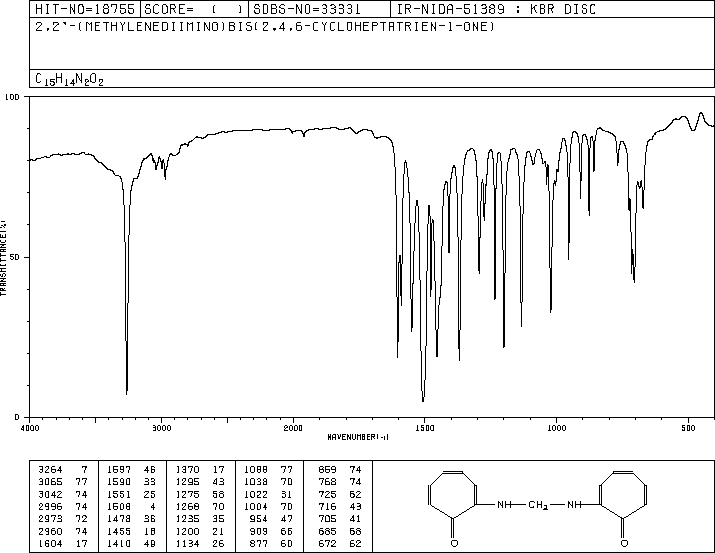 HIT-NO=18755 SCORE= ( ) SDBS-NO=33331 IR-NIDA-51389 : KBR DISC
2,2'-(METHYLENEDIIMINO)BIS(2,4,6-CYCLOHEPTATRIEN-1-ONE)
C15H14N2O2
100
50
0
TRANSMITTANCE(%)
4000 3000 2000 1500 1000 500
WAVENUMBER(-1)
3264 7 1597 46 1370 17 1088 77 859 74
3065 77 1590 33 1295 43 1038 70 768 74
3042 74 1551 25 1275 58 1022 31 725 62
2996 74 1508 4 1268 70 1004 70 716 43
2973 72 1478 36 1235 35 954 47 705 41
2960 74 1455 18 1200 21 909 66 685 68
1604 17 1410 49 1134 26 877 60 672 62
NH CH2 NH
O O